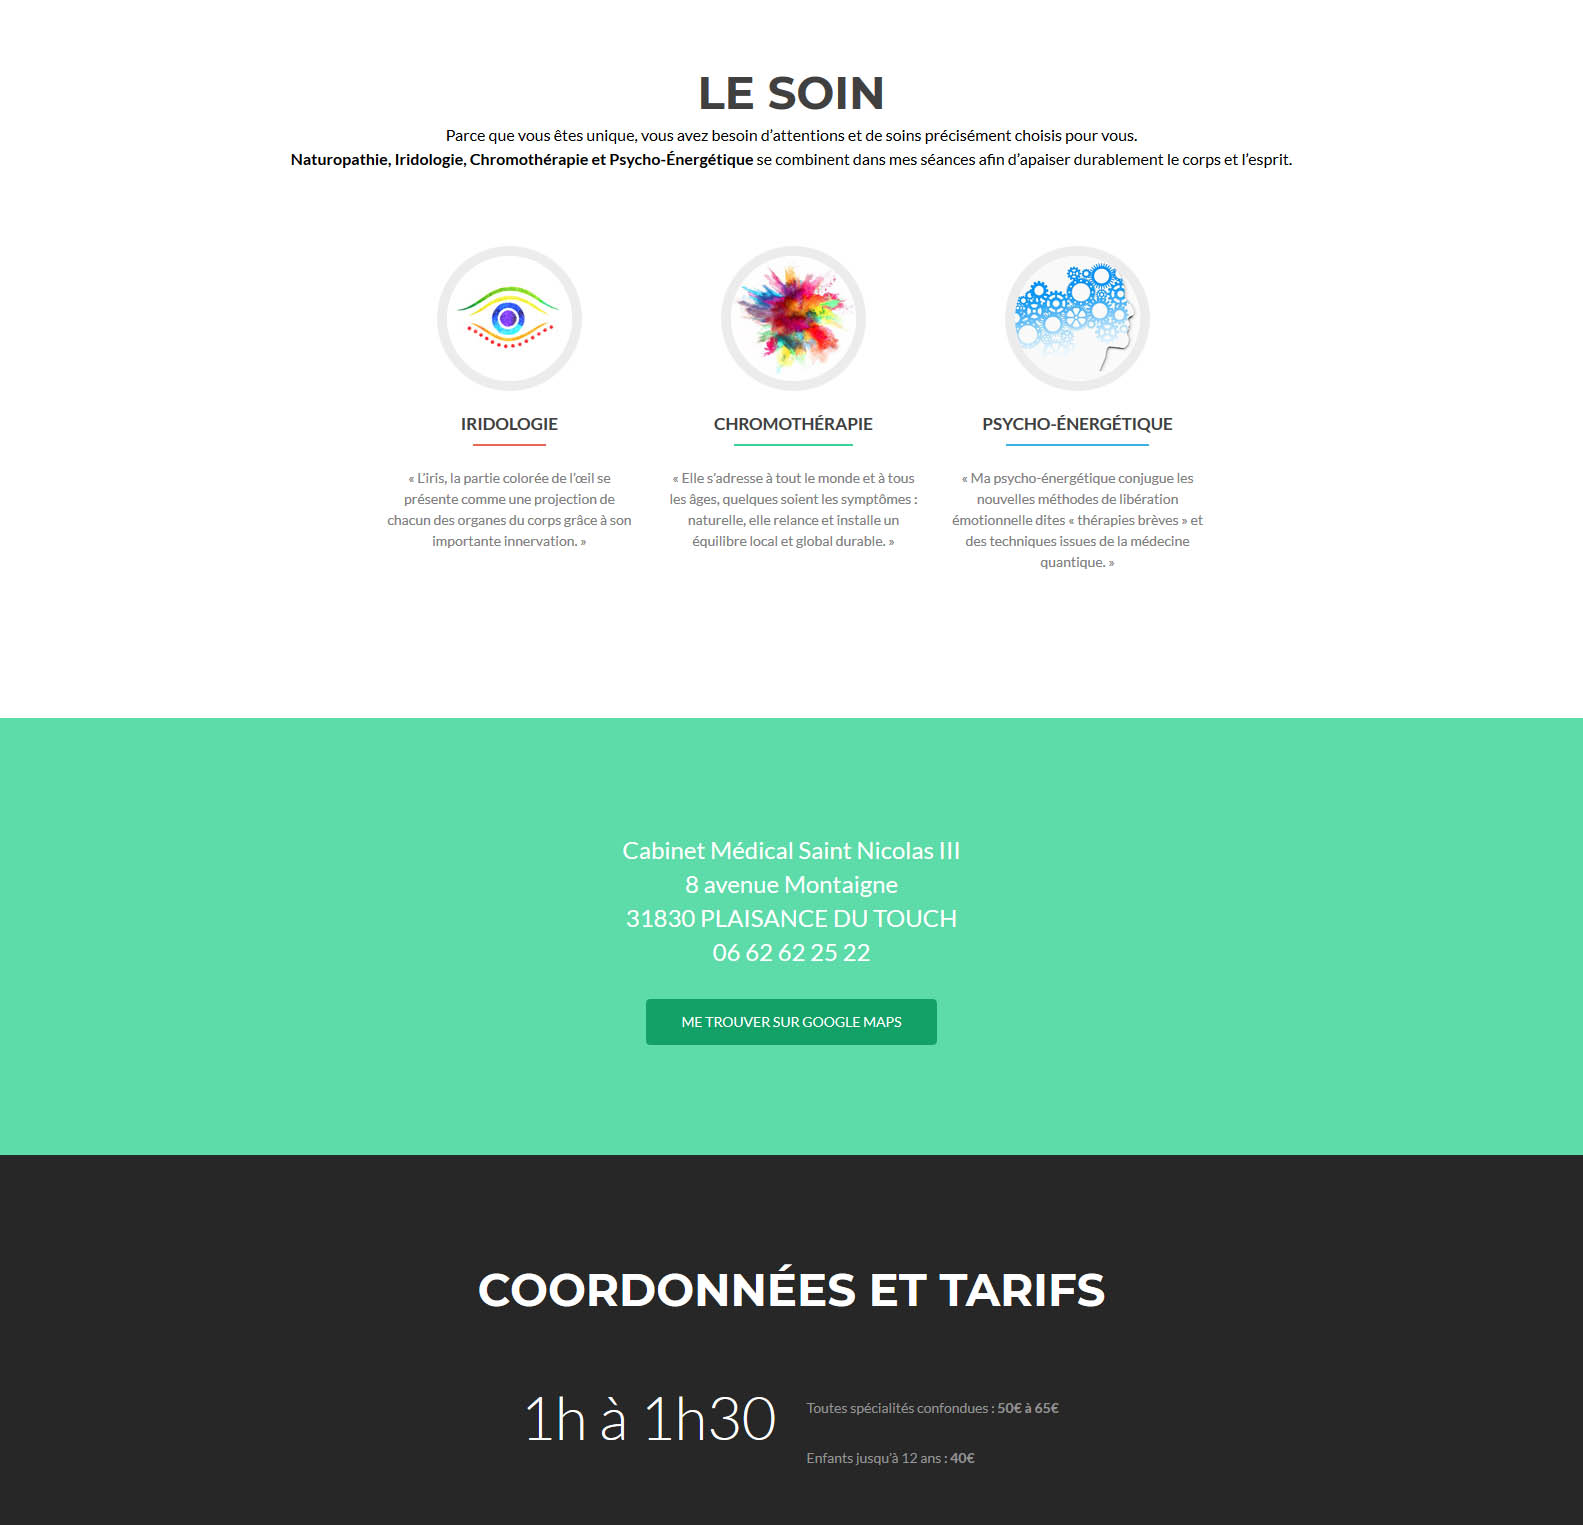 LE SOIN
Parce que vous êtes unique, vous avez besoin d’attentions et de soins précisément choisis pour vous.
Naturopathie, Iridologie, Chromothérapie et Psycho-Énergétique se combinent dans mes séances afin d’apaiser durablement le corps et l’esprit.
IRIDOLOGIE
« L’iris, la partie colorée de l’œil se
présente comme une projection de
chacun des organes du corps grâce à son
importante innervation. »
CHROMOTHÉRAPIE
« Elle s’adresse à tout le monde et à tous
les âges, quelques soient les symptômes :
naturelle, elle relance et installe un
équilibre local et global durable. »
PSYCHO-ÉNERGÉTIQUE
« Ma psycho-énergétique conjugue les
nouvelles méthodes de libération
émotionnelle dites « thérapies brèves » et
des techniques issues de la médecine
quantique. »
Cabinet Médical Saint Nicolas III
8 avenue Montaigne
31830 PLAISANCE DU TOUCH
06 62 62 25 22
ME TROUVER SUR GOOGLE MAPS
COORDONNÉES ET TARIFS
1h à 1h30
Toutes spécialités confondues : 50€ à 65€
Enfants jusqu’à 12 ans : 40€